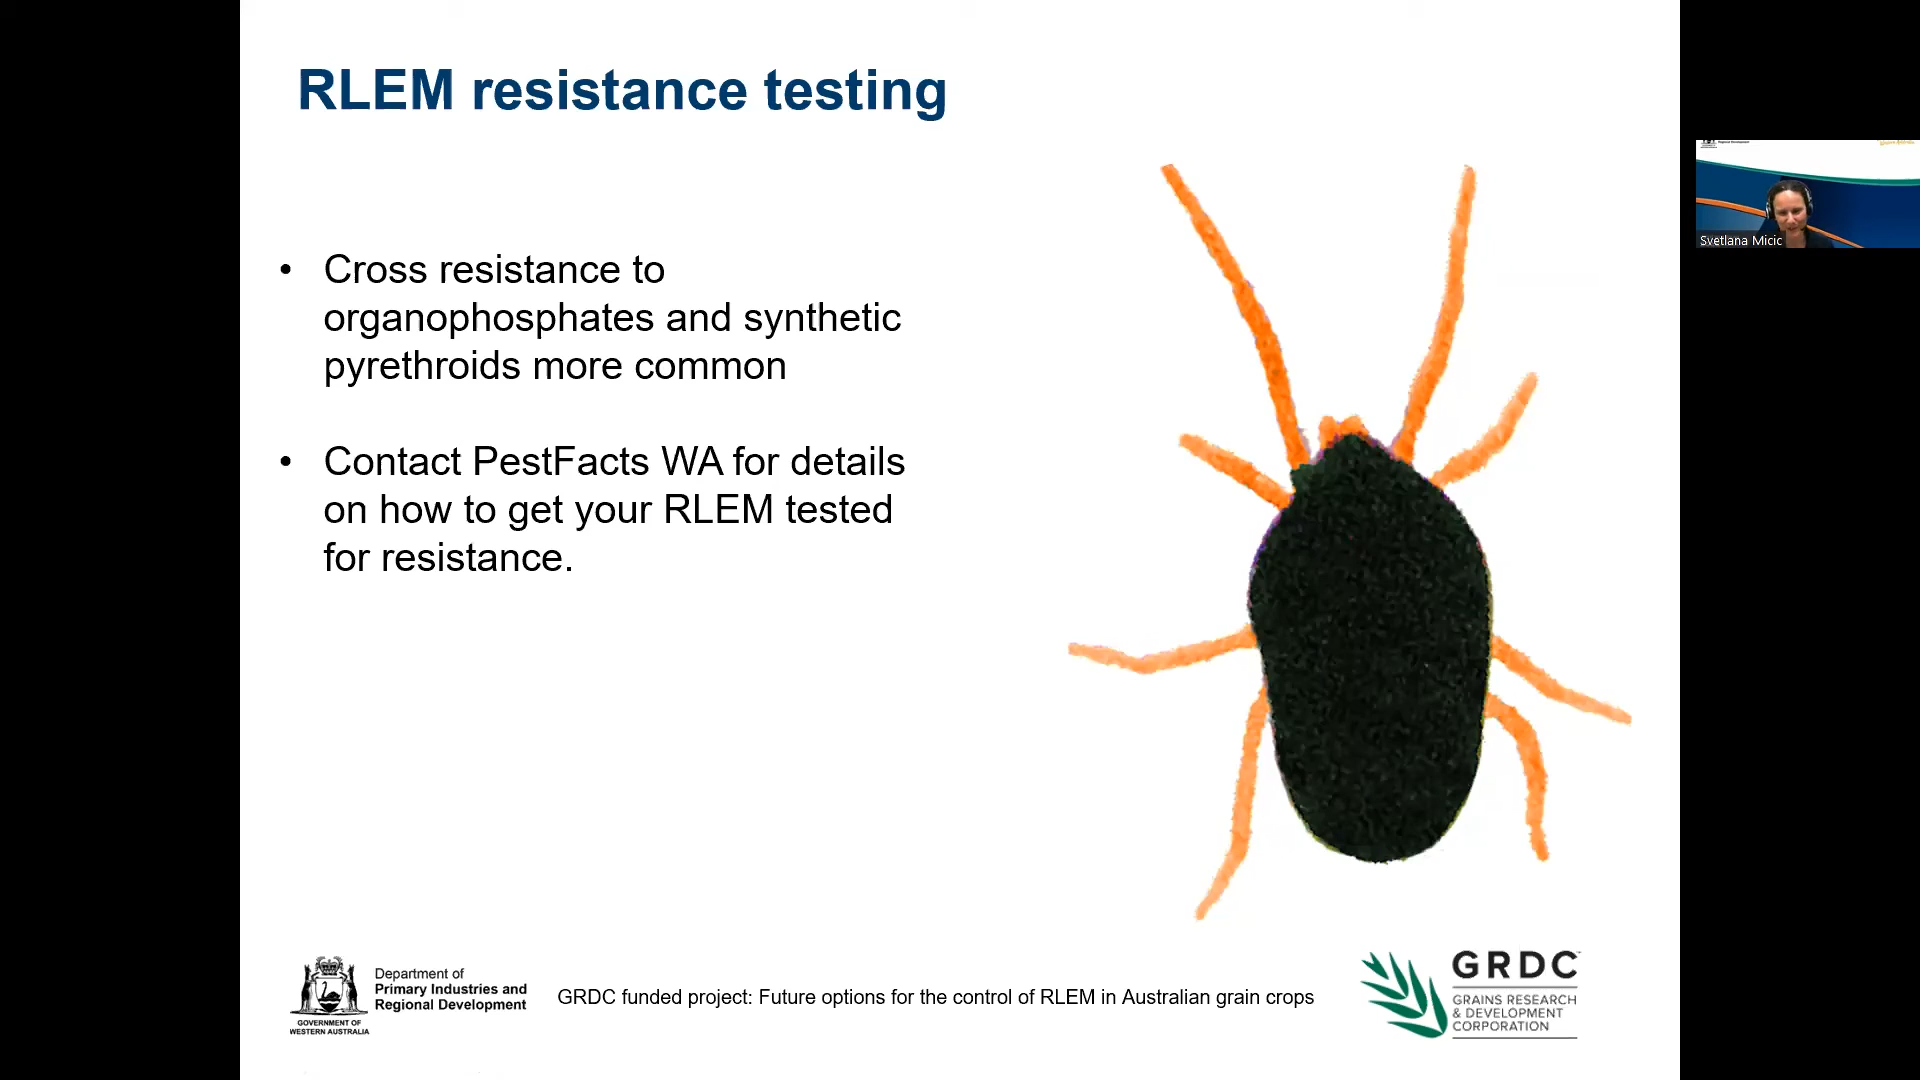 RLEM resistance testing
• Cross resistance to
organophosphates and synthetic
pyrethroids more common
• Contact PestFacts WA for details
on how to get your RLEM tested
for resistance.
Svetlana Micic
Department of
Primary Industries and
Regional Development
GOVERNMENT OF
WESTERN AUSTRALIA
GRDC funded project: Future options for the control of RLEM in Australian grain crops
GRDC
GRAINS RESEARCH
& DEVELOPMENT
CORPORATION